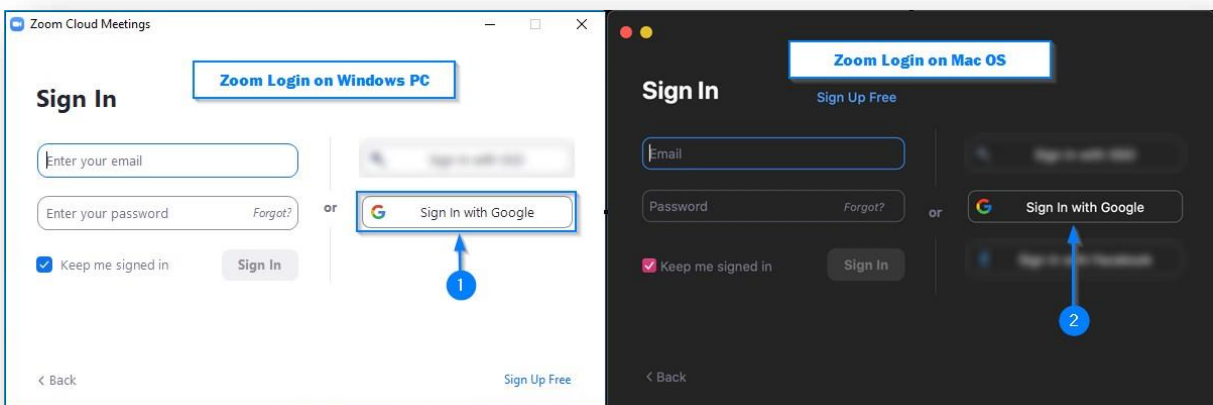 Zoom Cloud Meetings
Zoom Login on Windows PC
Sign In
Enter your email
Enter your password Forgot?
or
Sign In with Google
Keep me signed in
Sign In
1
< Back
Sign Up Free
Zoom Login on Mac OS
Sign In
Sign Up Free
Email
Password Forgot?
or
Sign In with Google
Keep me signed in
Sign In
2
< Back